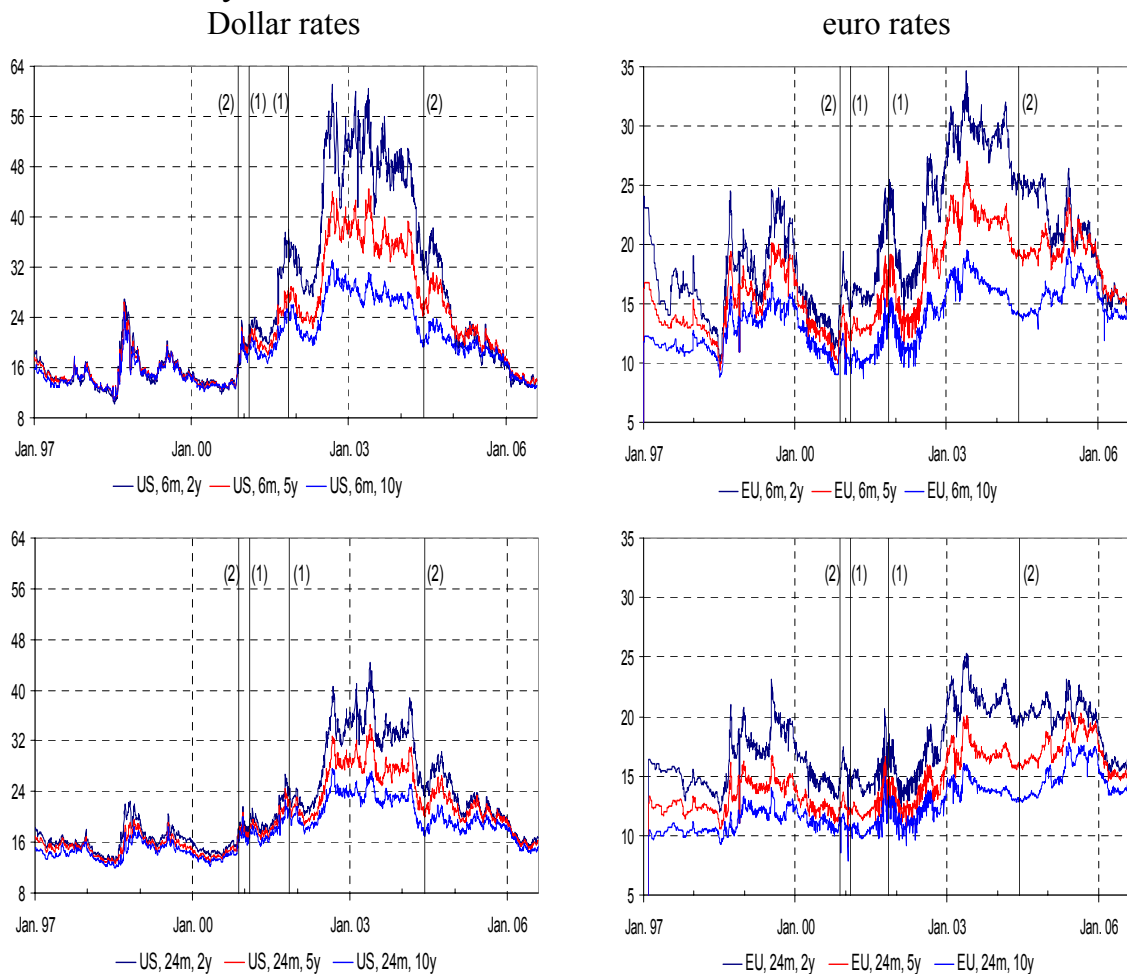 Dollar rates
euro rates
64
56
48
40
32
24
16
8
(2) (1) (1) (2)
Jan. 97 Jan. 00 Jan. 03 Jan. 06
US, 6m, 2y US, 6m, 5y US, 6m, 10y
35
30
25
20
15
10
5
(2) (1) (1) (2)
Jan. 97 Jan. 00 Jan. 03 Jan. 06
EU, 6m, 2y EU, 6m, 5y EU, 6m, 10y
64
56
48
40
32
24
16
8
(2) (1) (1) (2)
Jan. 97 Jan. 00 Jan. 03 Jan. 06
US, 24m, 2y US, 24m, 5y US, 24m, 10y
35
30
25
20
15
10
5
(2) (1) (1) (2)
Jan. 97 Jan. 00 Jan. 03 Jan. 06
EU, 24m, 2y EU, 24m, 5y EU, 24m, 10y